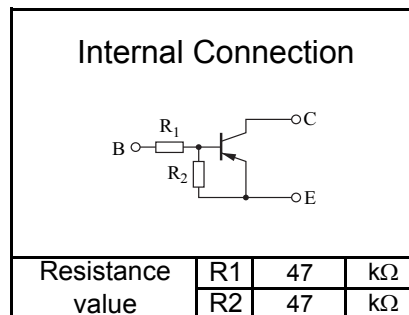 Internal Connection
C
R1
B
R2
E
Resistance value R1 47 kΩ
R2 47 kΩ